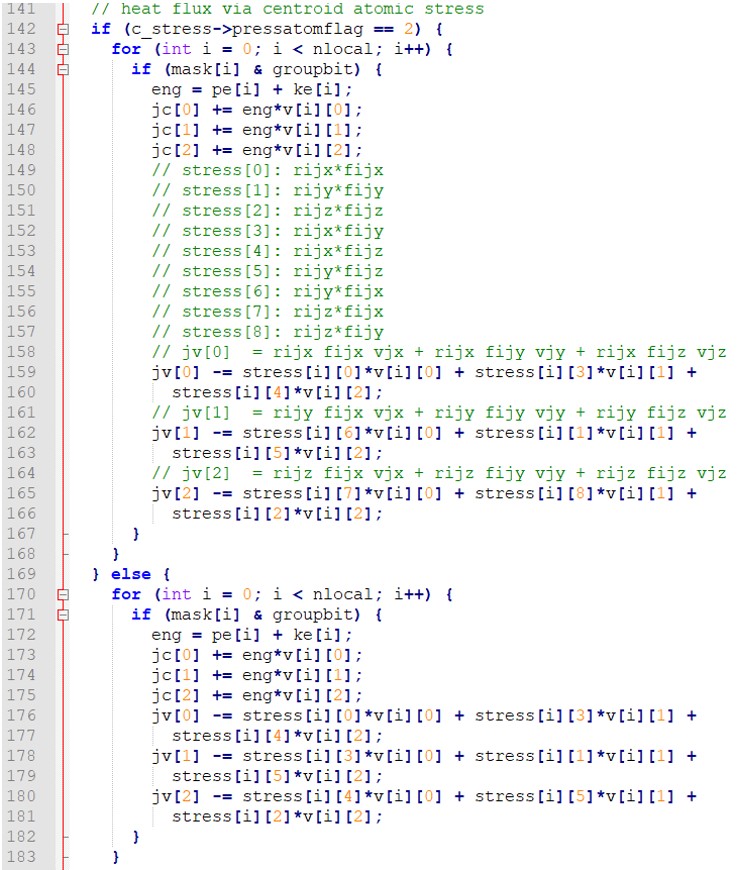 141 // heat flux via centroid atomic stress
142 if (c_stress->pressatomflag == 2) {
143 for (int i = 0; i < nlocal; i++) {
144 if (mask[i] & groupbit) {
145 eng = pe[i] + ke[i];
146 jc[0] += eng*v[i][0];
147 jc[1] += eng*v[i][1];
148 jc[2] += eng*v[i][2];
149 // stress[0]: rijx*fijx
150 // stress[1]: rijy*fijy
151 // stress[2]: rijz*fijz
152 // stress[3]: rijx*fijy
153 // stress[4]: rijx*fijz
154 // stress[5]: rijy*fijz
155 // stress[6]: rijy*fijx
156 // stress[7]: rijz*fijx
157 // stress[8]: rijz*fijy
158 // jv[0]  = rijx fijx vjx + rijx fijy vjy + rijx fijz vjz
159 jv[0] -= stress[i][0]*v[i][0] + stress[i][3]*v[i][1] +
160 stress[i][4]*v[i][2];
161 // jv[1]  = rijy fijx vjx + rijy fijy vjy + rijy fijz vjz
162 jv[1] -= stress[i][6]*v[i][0] + stress[i][1]*v[i][1] +
163 stress[i][5]*v[i][2];
164 // jv[2]  = rijz fijx vjx + rijz fijy vjy + rijz fijz vjz
165 jv[2] -= stress[i][7]*v[i][0] + stress[i][8]*v[i][1] +
166 stress[i][2]*v[i][2];
167 }
168 }
169 } else {
170 for (int i = 0; i < nlocal; i++) {
171 if (mask[i] & groupbit) {
172 eng = pe[i] + ke[i];
173 jc[0] += eng*v[i][0];
174 jc[1] += eng*v[i][1];
175 jc[2] += eng*v[i][2];
176 jv[0] -= stress[i][0]*v[i][0] + stress[i][3]*v[i][1] +
177 stress[i][4]*v[i][2];
178 jv[1] -= stress[i][3]*v[i][0] + stress[i][1]*v[i][1] +
179 stress[i][5]*v[i][2];
180 jv[2] -= stress[i][4]*v[i][0] + stress[i][5]*v[i][1] +
181 stress[i][2]*v[i][2];
182 }
183 }